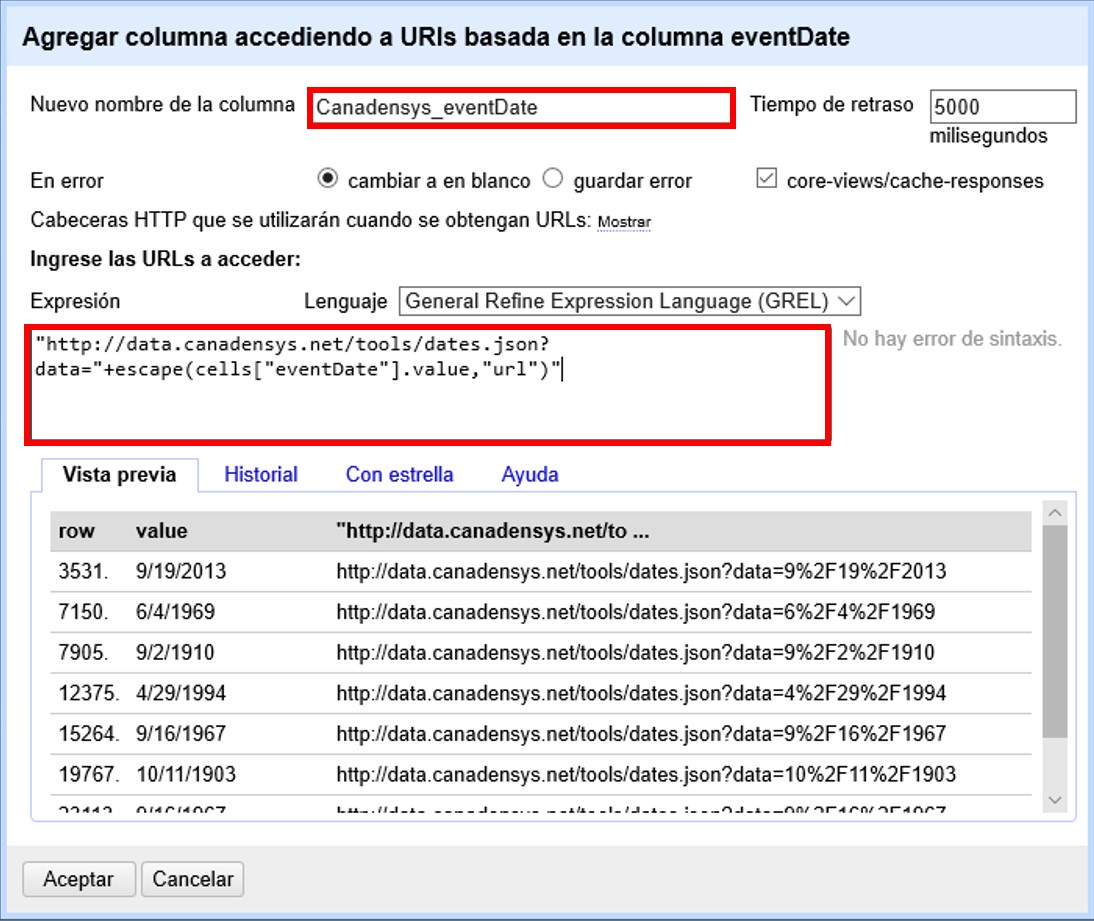 Agregar columna accediendo a URIs basada en la columna eventDate
Nuevo nombre de la columna Canadensys_eventDate Tiempo de retraso 5000
milisegundos
En error cambiar a en blanco guardar error core-views/cache-responses
Cabeceras HTTP que se utilizarán cuando se obtengan URLs: Mostrar
Ingrese las URLs a acceder:
Expresión Lenguaje General Refine Expression Language (GREL)
"http://data.canadensys.net/tools/dates.json? No hay error de sintaxis.
data="+escape(cells["eventDate"].value,"url")"
Vista previa Historial Con estrella Ayuda
row value "http://data.canadensys.net/to ...
3531. 9/19/2013 http://data.canadensys.net/tools/dates.json?data=9%2F19%2F2013
7150. 6/4/1969 http://data.canadensys.net/tools/dates.json?data=6%2F4%2F1969
7905. 9/2/1910 http://data.canadensys.net/tools/dates.json?data=9%2F2%2F1910
12375. 4/29/1994 http://data.canadensys.net/tools/dates.json?data=4%2F29%2F1994
15264. 9/16/1967 http://data.canadensys.net/tools/dates.json?data=9%2F16%2F1967
19767. 10/11/1903 http://data.canadensys.net/tools/dates.json?data=10%2F11%2F1903
Aceptar Cancelar